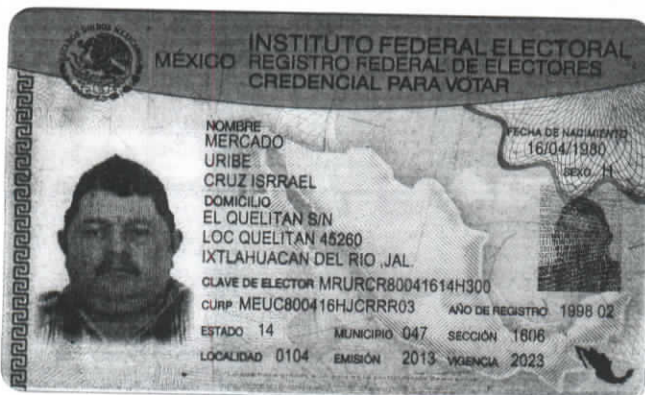 MÉXICO
INSTITUTO FEDERAL ELECTORAL
REGISTRO FEDERAL DE ELECTORES
CREDENCIAL PARA VOTAR
NOMBRE
MERCADO
URIBE
CRUZ ISRRAEL
FECHA DE NACIMIENTO
16/04/1980
SEXO H
DOMICILIO
EL QUELITAN S/N
LOC QUELITAN 45260
IXTLAHUACAN DEL RIO ,JAL.
CLAVE DE ELECTOR MRURCR80041614H300
CURP MEUC800416HJCRRR03 AÑO DE REGISTRO 1998 02
ESTADO 14 MUNICIPIO 047 SECCIÓN 1606
LOCALIDAD 0104 EMISIÓN 2013 VIGENCIA 2023